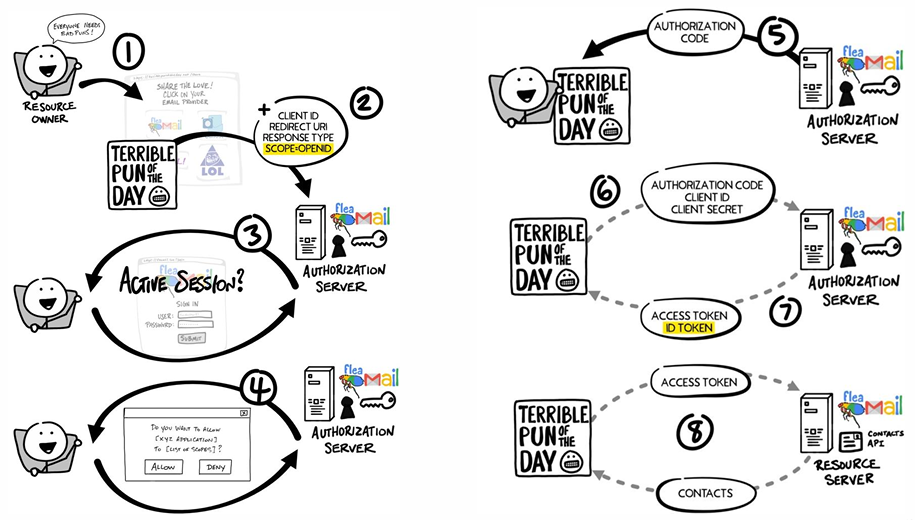 EVERYONE NEEDS
BAD PUNS!
1
RESOURCE
OWNER
SHARE THE LOVE!
CLICK ON YOUR
EMAIL PROVIDER
flea
Mail
LOL
TERRIBLE
PUN OF THE
DAY
2
+
CLIENT ID
REDIRECT URI
RESPONSE TYPE
SCOPE=OPENID
flea
Mail
AUTHORIZATION
SERVER
3
ACTIVE SESSION?
flea
SIGN IN
USER:
PASSWORD:
SUBMIT
4
DO YOU WANT TO ALLOW
[XYZ APPLICATION]
TO [LIST OF SCOPES]?
ALLOW
DENY
flea
Mail
AUTHORIZATION
SERVER
5
AUTHORIZATION
CODE
TERRIBLE
PUN OF THE
DAY
flea
Mail
AUTHORIZATION
SERVER
6
AUTHORIZATION CODE
CLIENT ID
CLIENT SECRET
TERRIBLE
PUN OF THE
DAY
flea
Mail
AUTHORIZATION
SERVER
7
ACCESS TOKEN
ID TOKEN
8
ACCESS TOKEN
TERRIBLE
PUN OF THE
DAY
flea
Mail
CONTACTS
API
RESOURCE
SERVER
CONTACTS